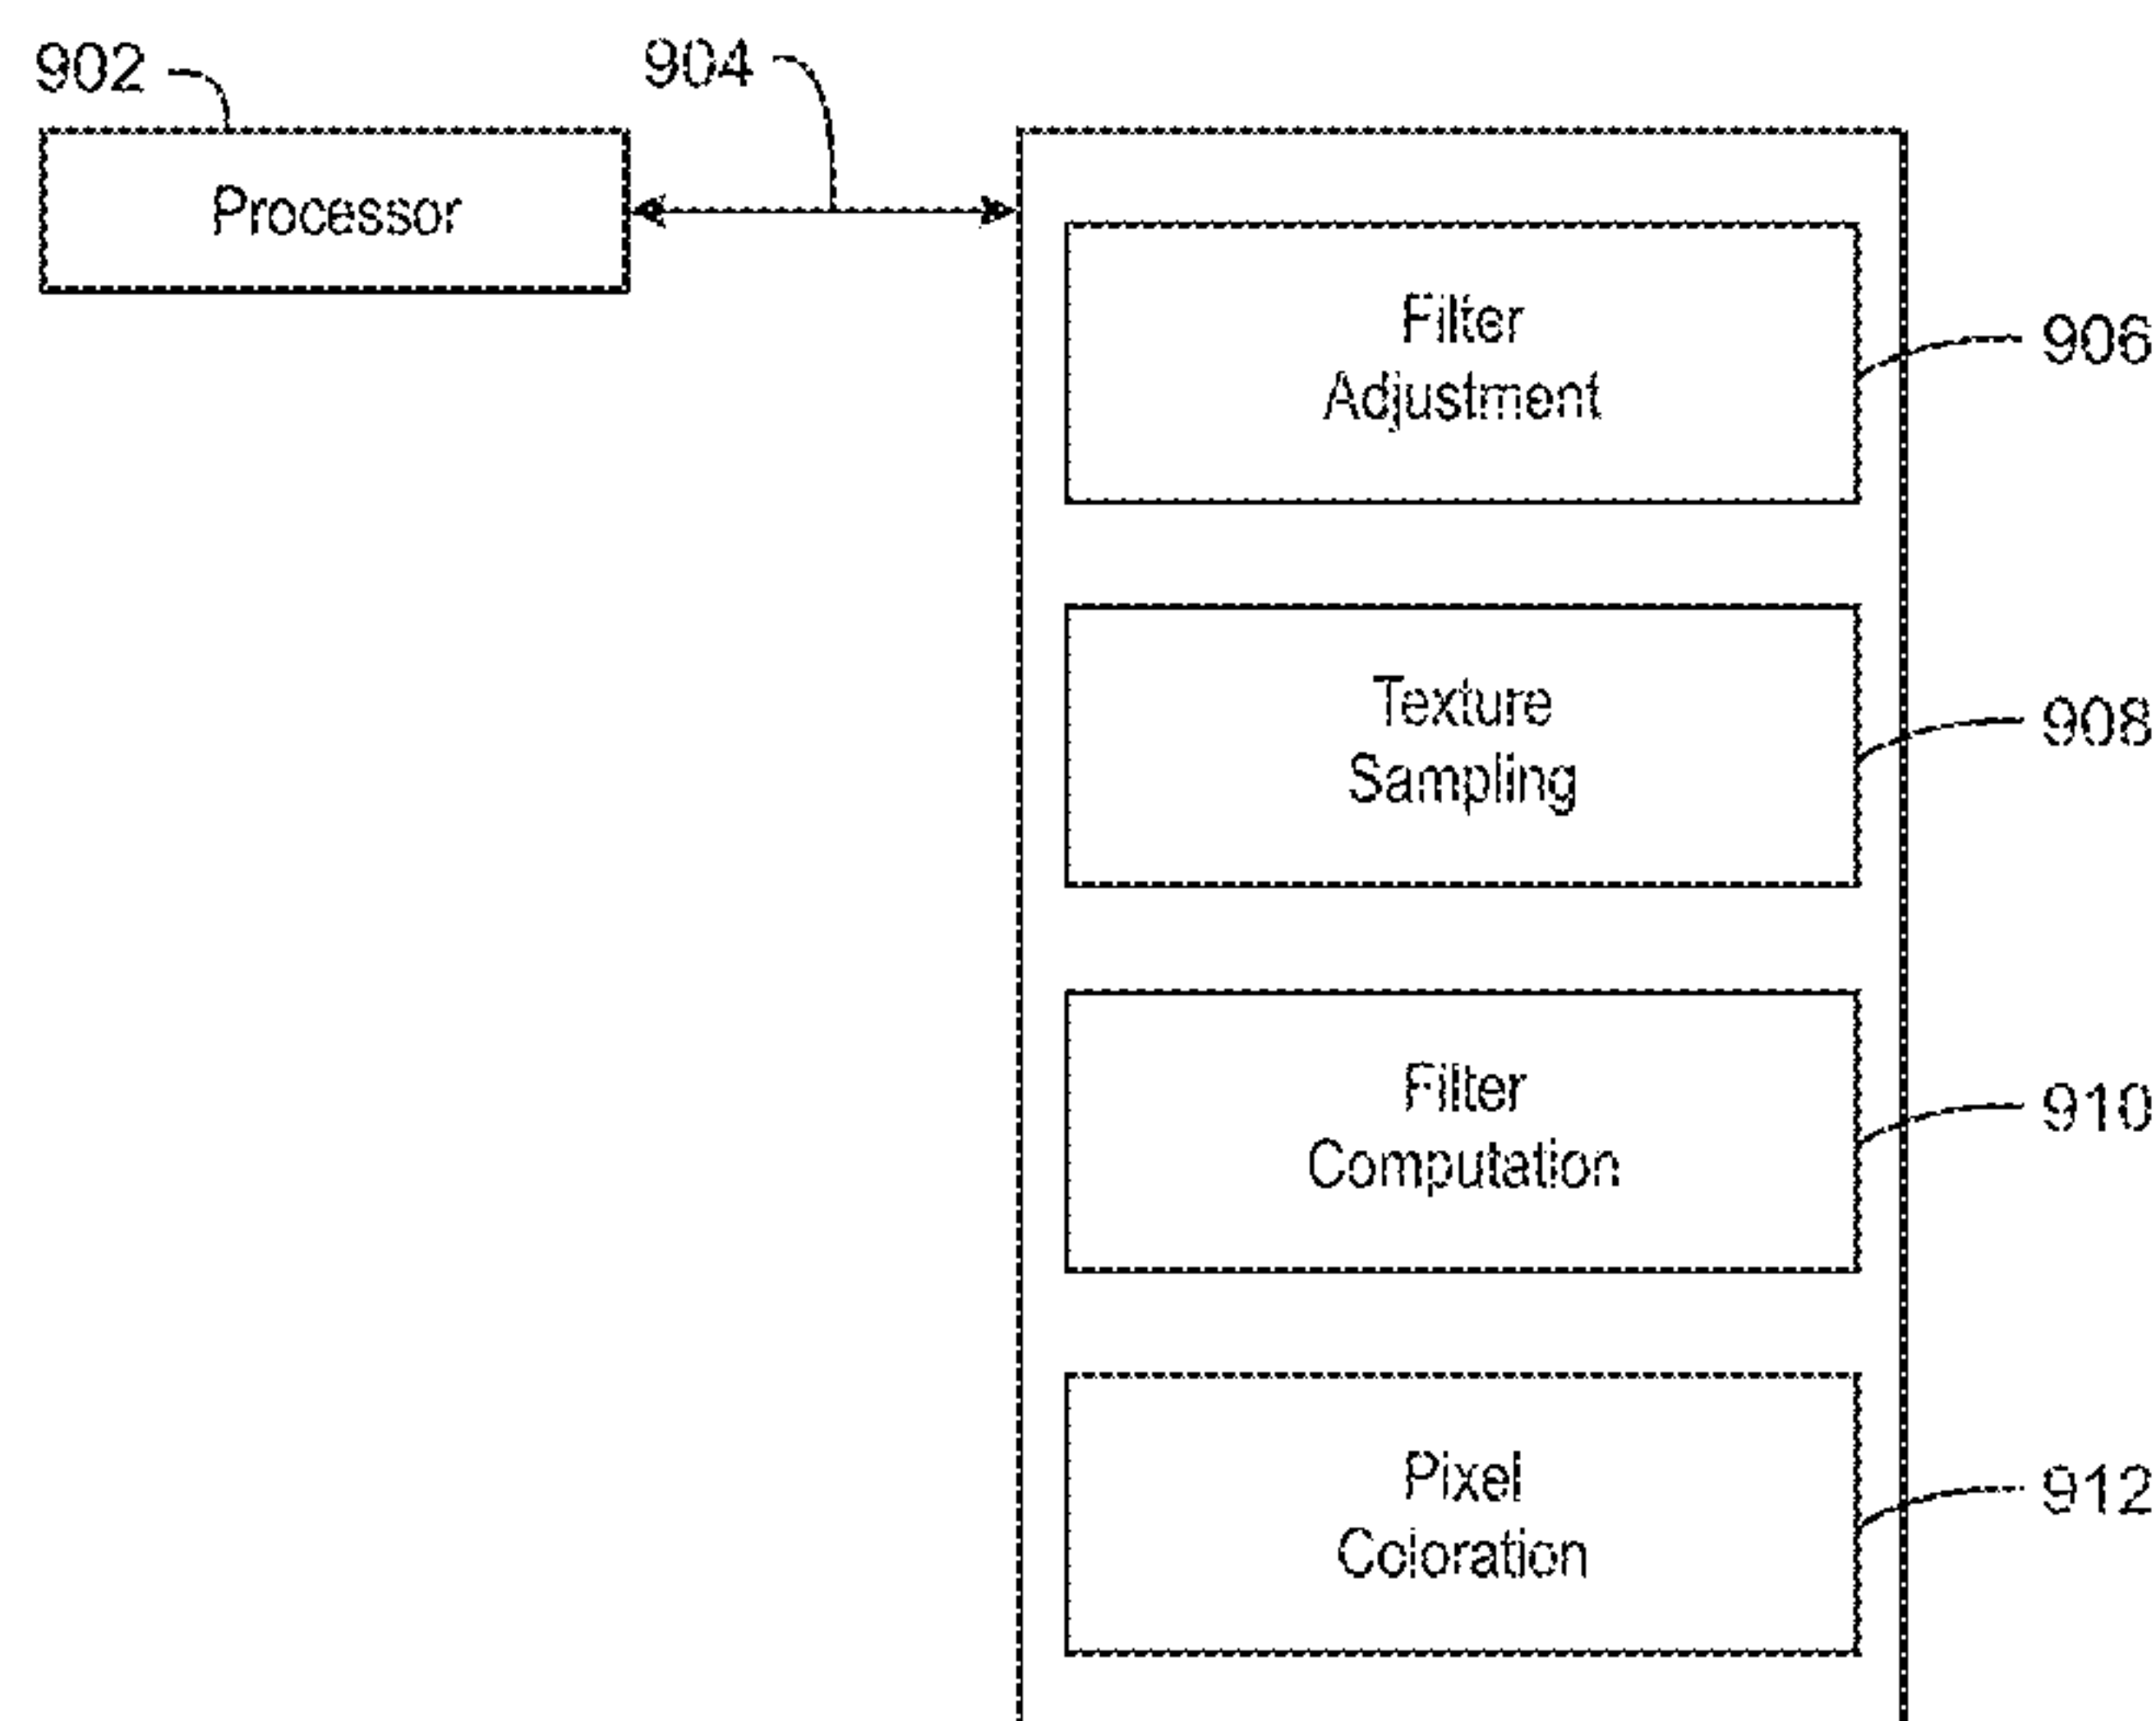 902
904
Processor
Filter
Adjustment
906
Texture
Sampling
908
Filter
Computation
910
Pixel
Coloration
912